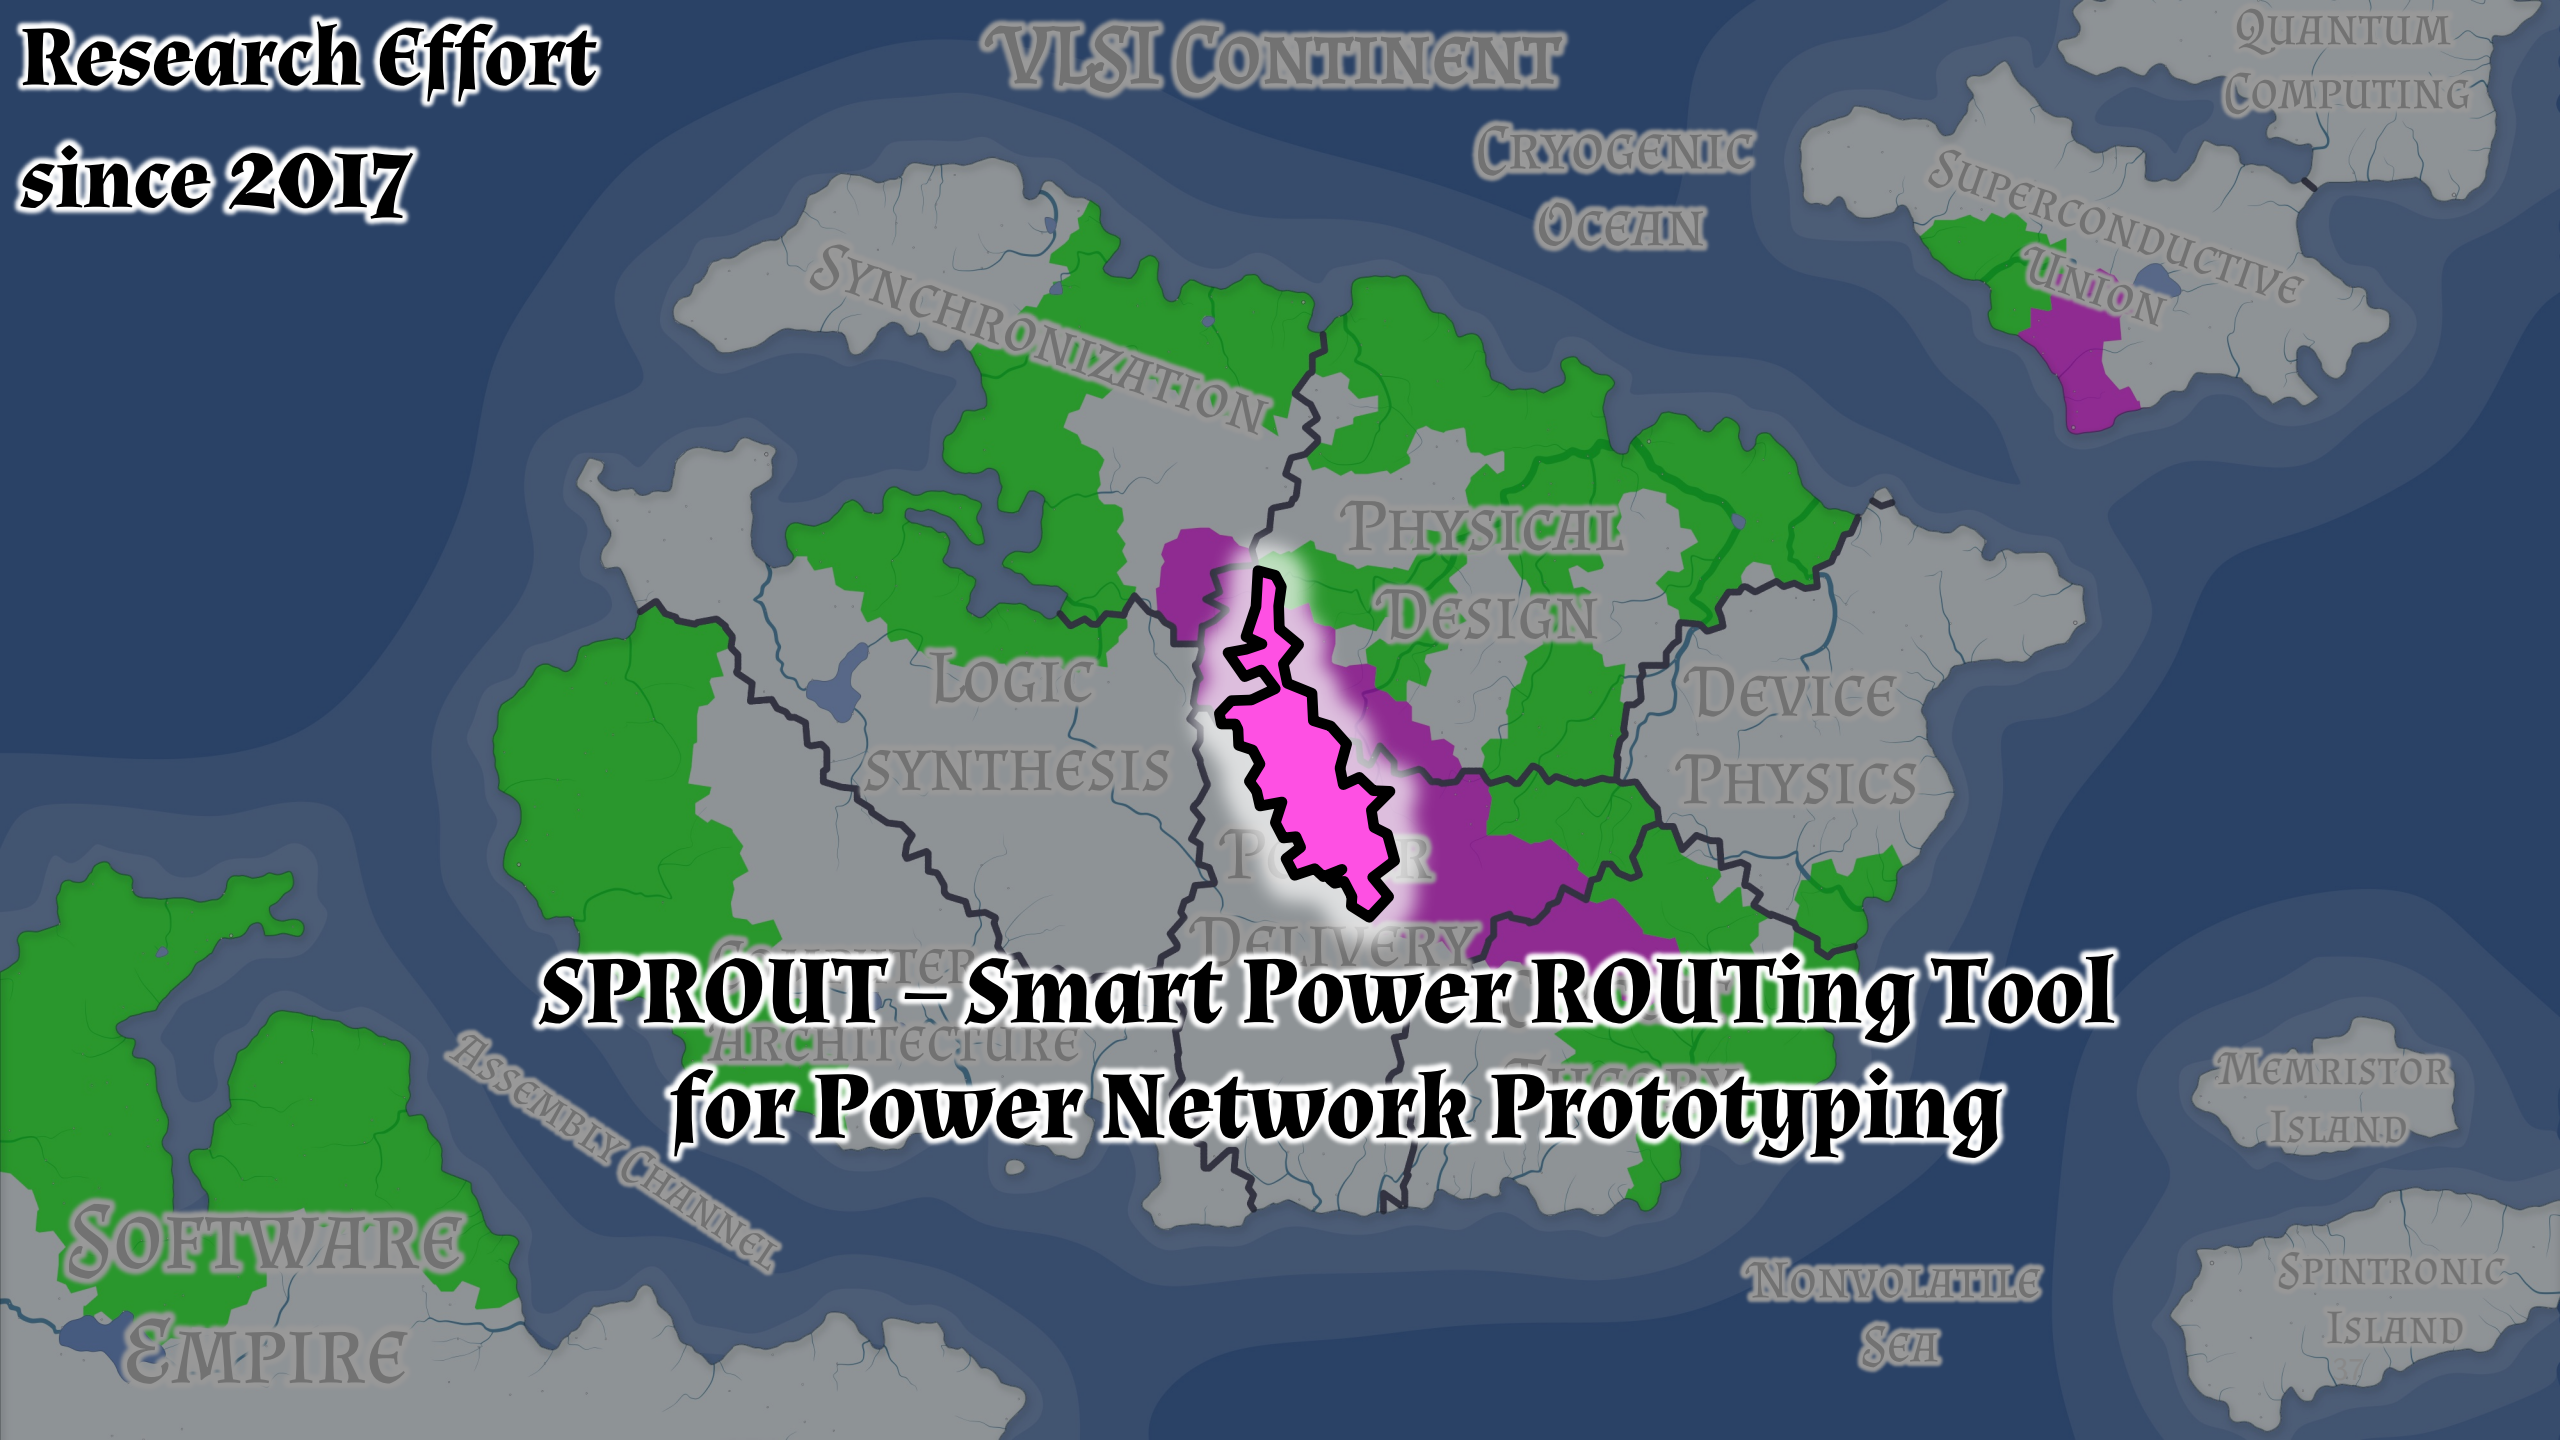 Research Effort
since 2017
VLSI Continent
Cryogenic
Ocean
Quantum
Computing
Superconductive
Union
Synchronization
Physical
Design
Logic
synthesis
Device
Physics
Delivery
Architecture
SPROUT – Smart Power ROUTing Tool
for Power Network Prototyping
Theory
Assembly Channel
Software
Empire
Memristor
Island
Nonvolatile
Sea
Spintronic
Island
37